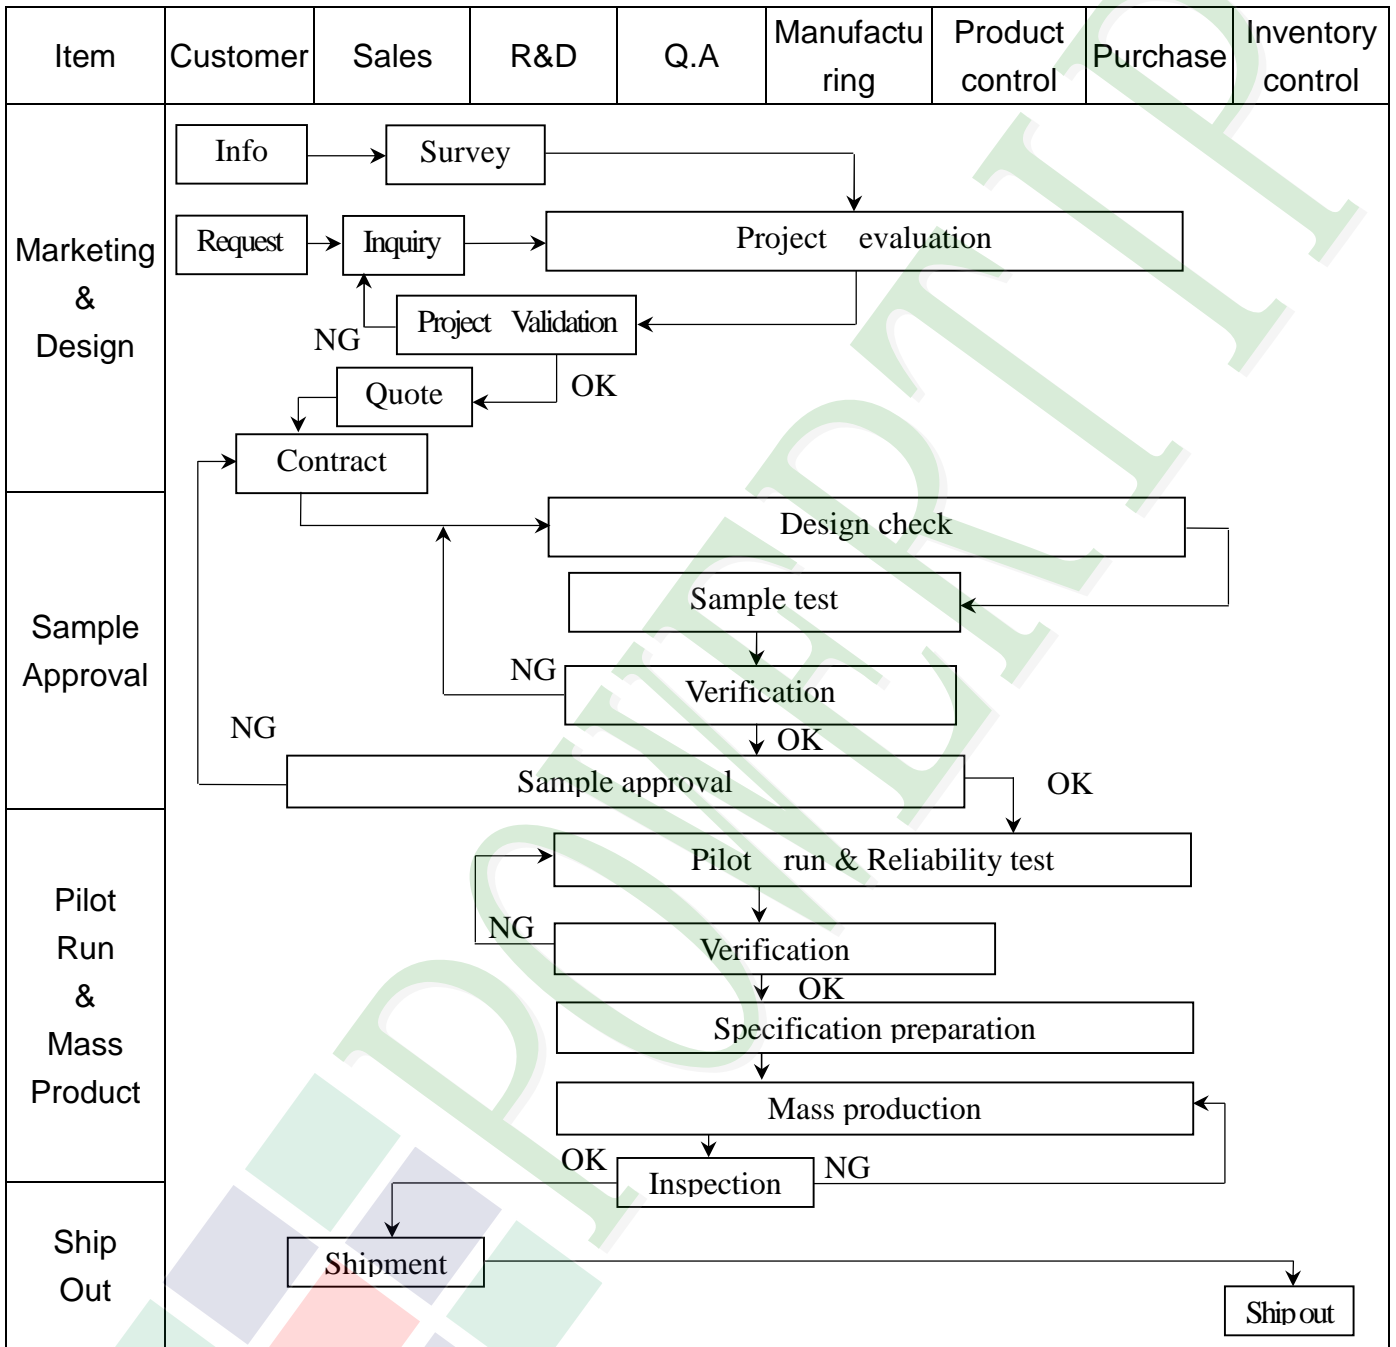 Item Customer Sales R&D Q.A Manufactu
ring Product
control Purchase Inventory
control
Marketing
&
Design
Info Survey
Request Inquiry Project evaluation
NG Project Validation
Quote OK
Contract
Sample
Approval
Design check
Sample test
NG Verification
NG OK
Sample approval OK
Pilot
Run
&
Mass
Product
Pilot run & Reliability test
NG Verification
OK
Specification preparation
Mass production
OK Inspection NG
Ship
Out
Shipment
Ship out
POWERTIP